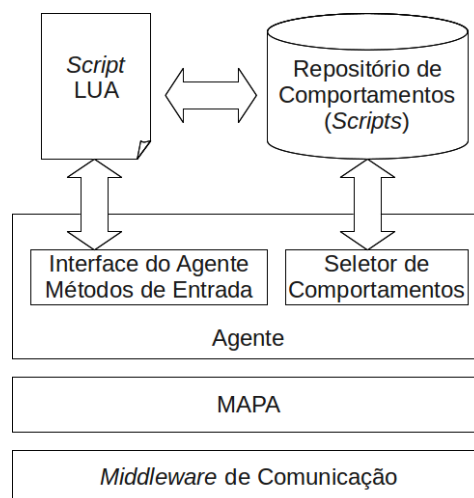 Script
LUA
Repositório de
Comportamentos
(Scripts)
Interface do Agente
Métodos de Entrada
Seletor de
Comportamentos
Agente
MAPA
Middleware de Comunicação